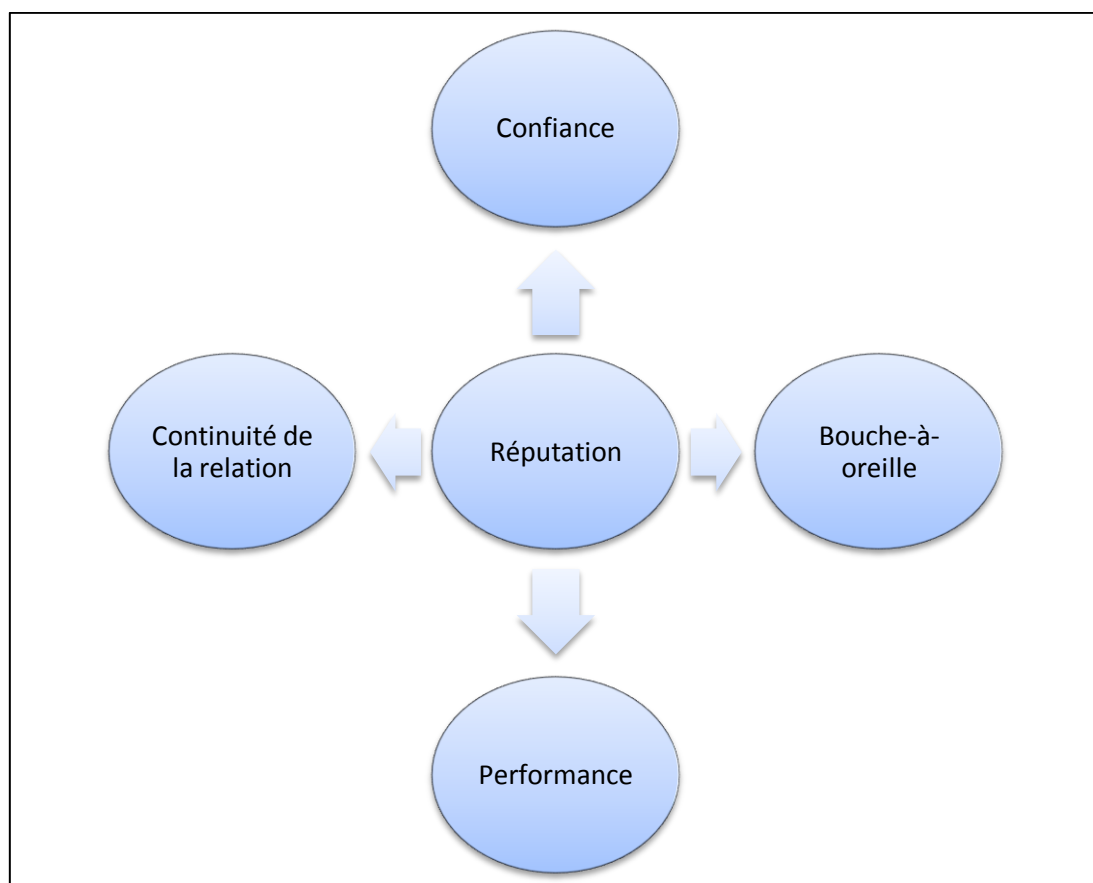 Confiance
Continuité de
la relation
Réputation
Bouche-à-
oreille
Performance